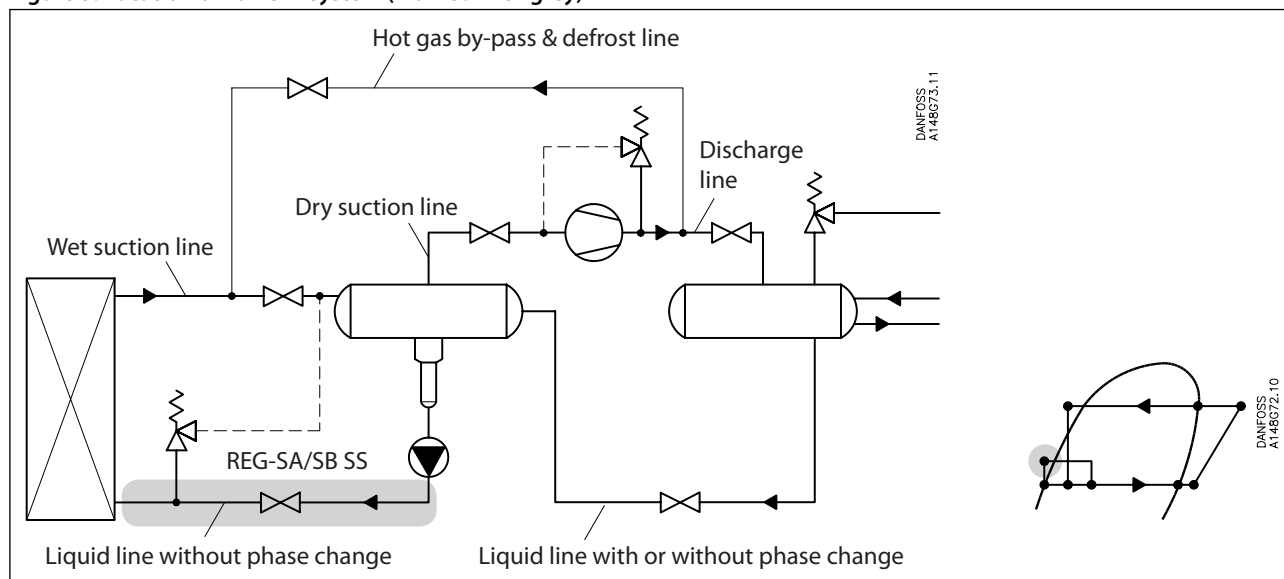 Hot gas by-pass & defrost line
DANFOSS
A148G73.11
Discharge
line
Dry suction line
Wet suction line
REG-SA/SB SS
DANFOSS
A148G72.10
Liquid line without phase change
Liquid line with or without phase change